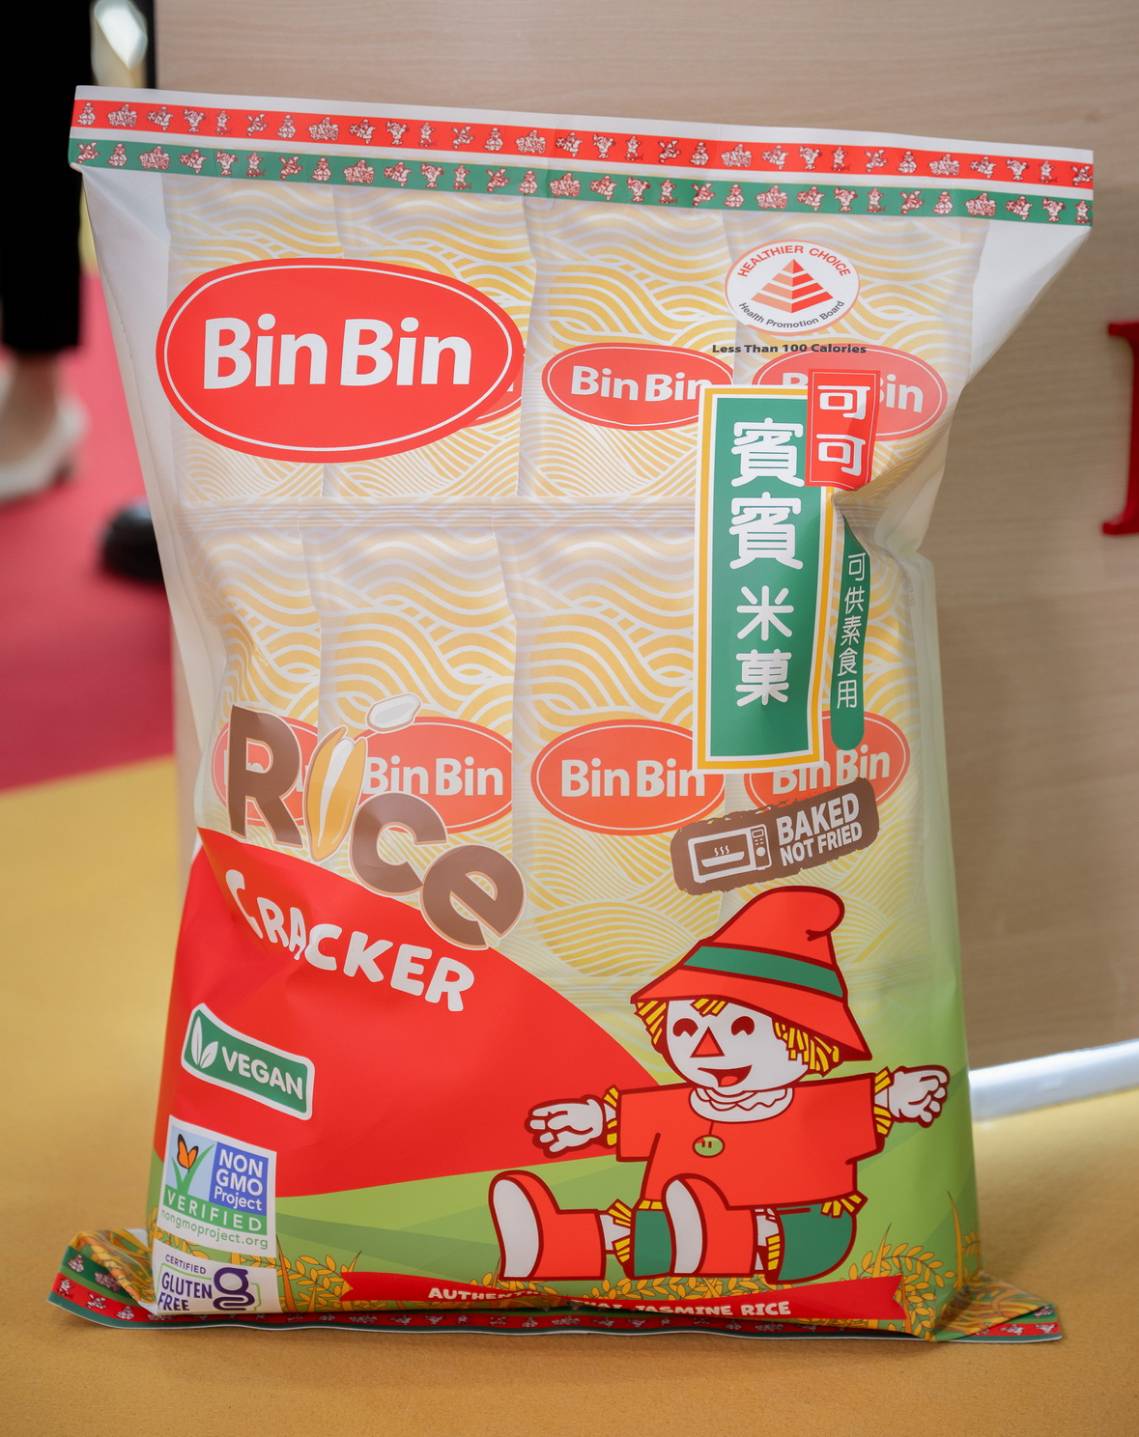 Bin Bin
HEALTHIER CHOICE
Health Promotion Board
Less Than 100 Calories
Bin Bin
可可
賓賓米菓
可供素食用
Bin Bin
Bin Bin
Bin Bin
Rice
CRACKER
BAKED
NOT FRIED
VEGAN
NON
GMO
Project
VERIFIED
nongmoproject.org
CERTIFIED
GLUTEN
FREE
JASMINE RICE